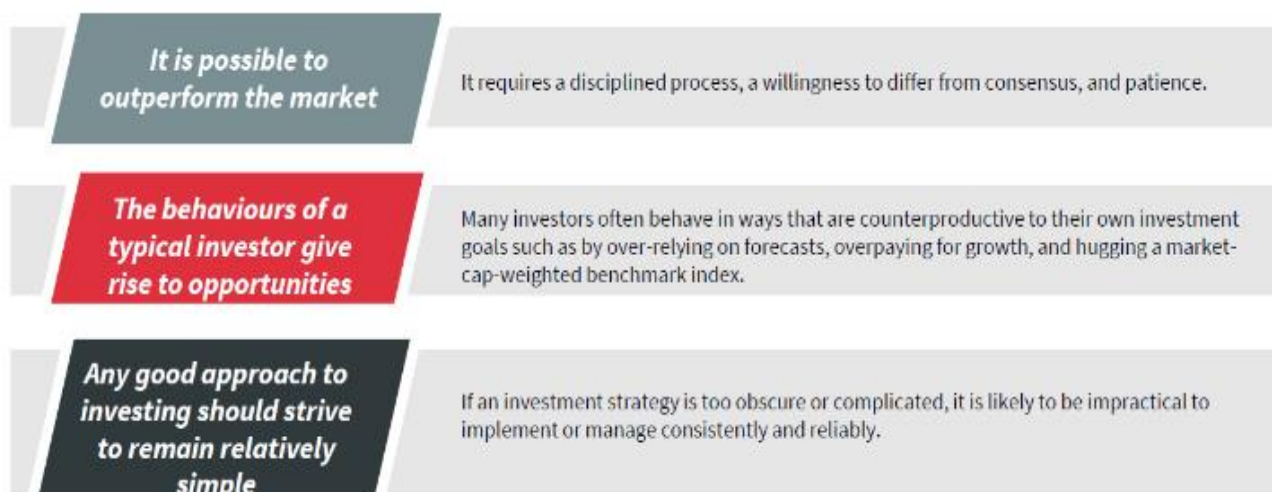 It is possible to
outperform the market
It requires a disciplined process, a willingness to differ from consensus, and patience.
The behaviours of a
typical investor give
rise to opportunities
Many investors often behave in ways that are counterproductive to their own investment
goals such as by over-relying on forecasts, overpaying for growth, and hugging a market-
cap-weighted benchmark index.
Any good approach to
investing should strive
to remain relatively
simple
If an investment strategy is too obscure or complicated, it is likely to be impractical to
implement or manage consistently and reliably.